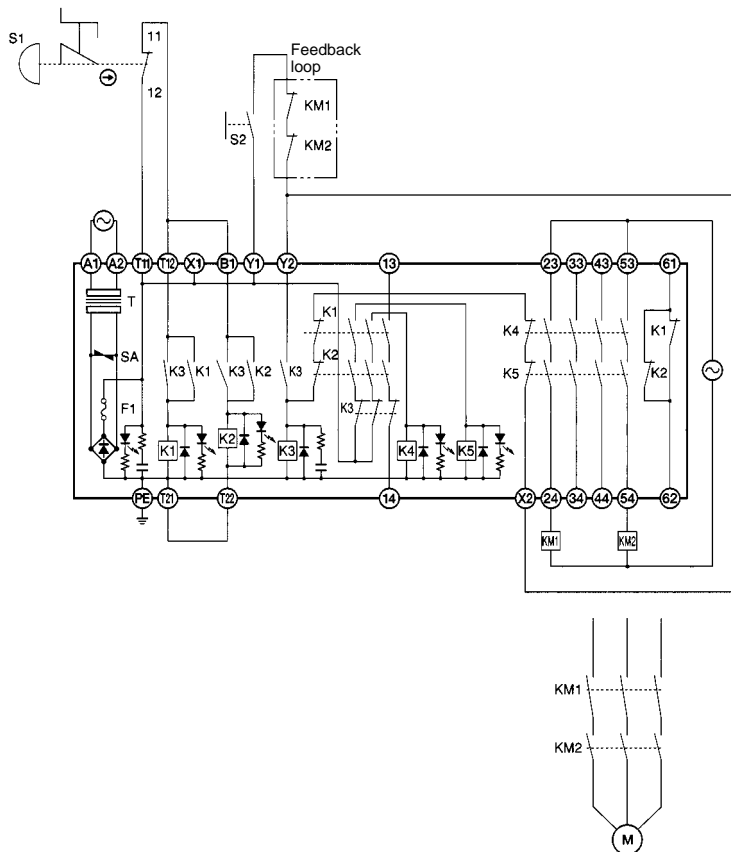 S1
11
12
Feedback
loop
KM1
S2
KM2
A1 A2 T11 T12 X1 B1 Y1 Y2 13 23 33 43 53 61
T
K1
K4
K1
SA
K3 K1 K3 K2 K3
K2
K5
K2
F1
K3
K1 K2 K3 K4 K5
PE T21 T22 14 X2 24 34 44 54 62
KM1 KM2
KM1
KM2
M